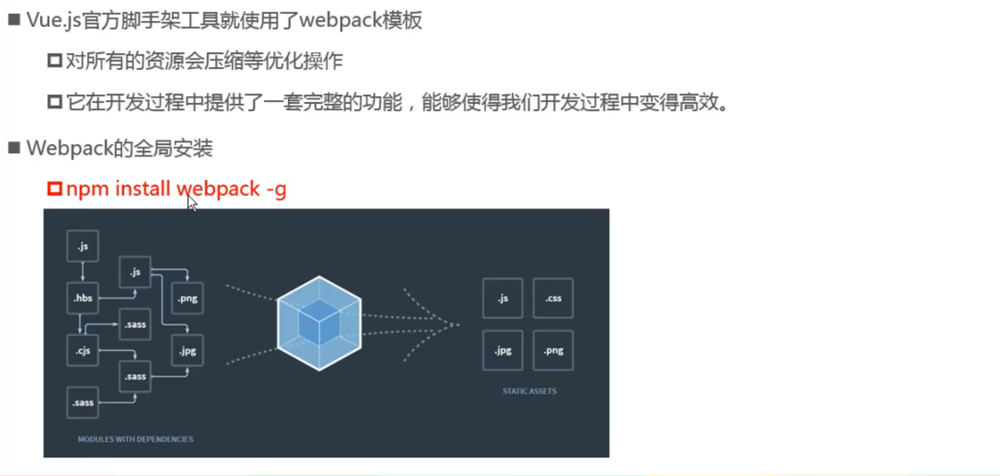 Vue.js官方脚手架工具就使用了webpack模板
对所有的资源会压缩等优化操作
它在开发过程中提供了一套完整的功能，能够使得我们开发过程中变得高效。
Webpack的全局安装
npm install webpack -g
.js
.js
.hbs
.png
.js
.css
.sass
.cjs
.jpg
.jpg
.png
.sass
STATIC ASSETS
.sass
MODULES WITH DEPENDENCIES